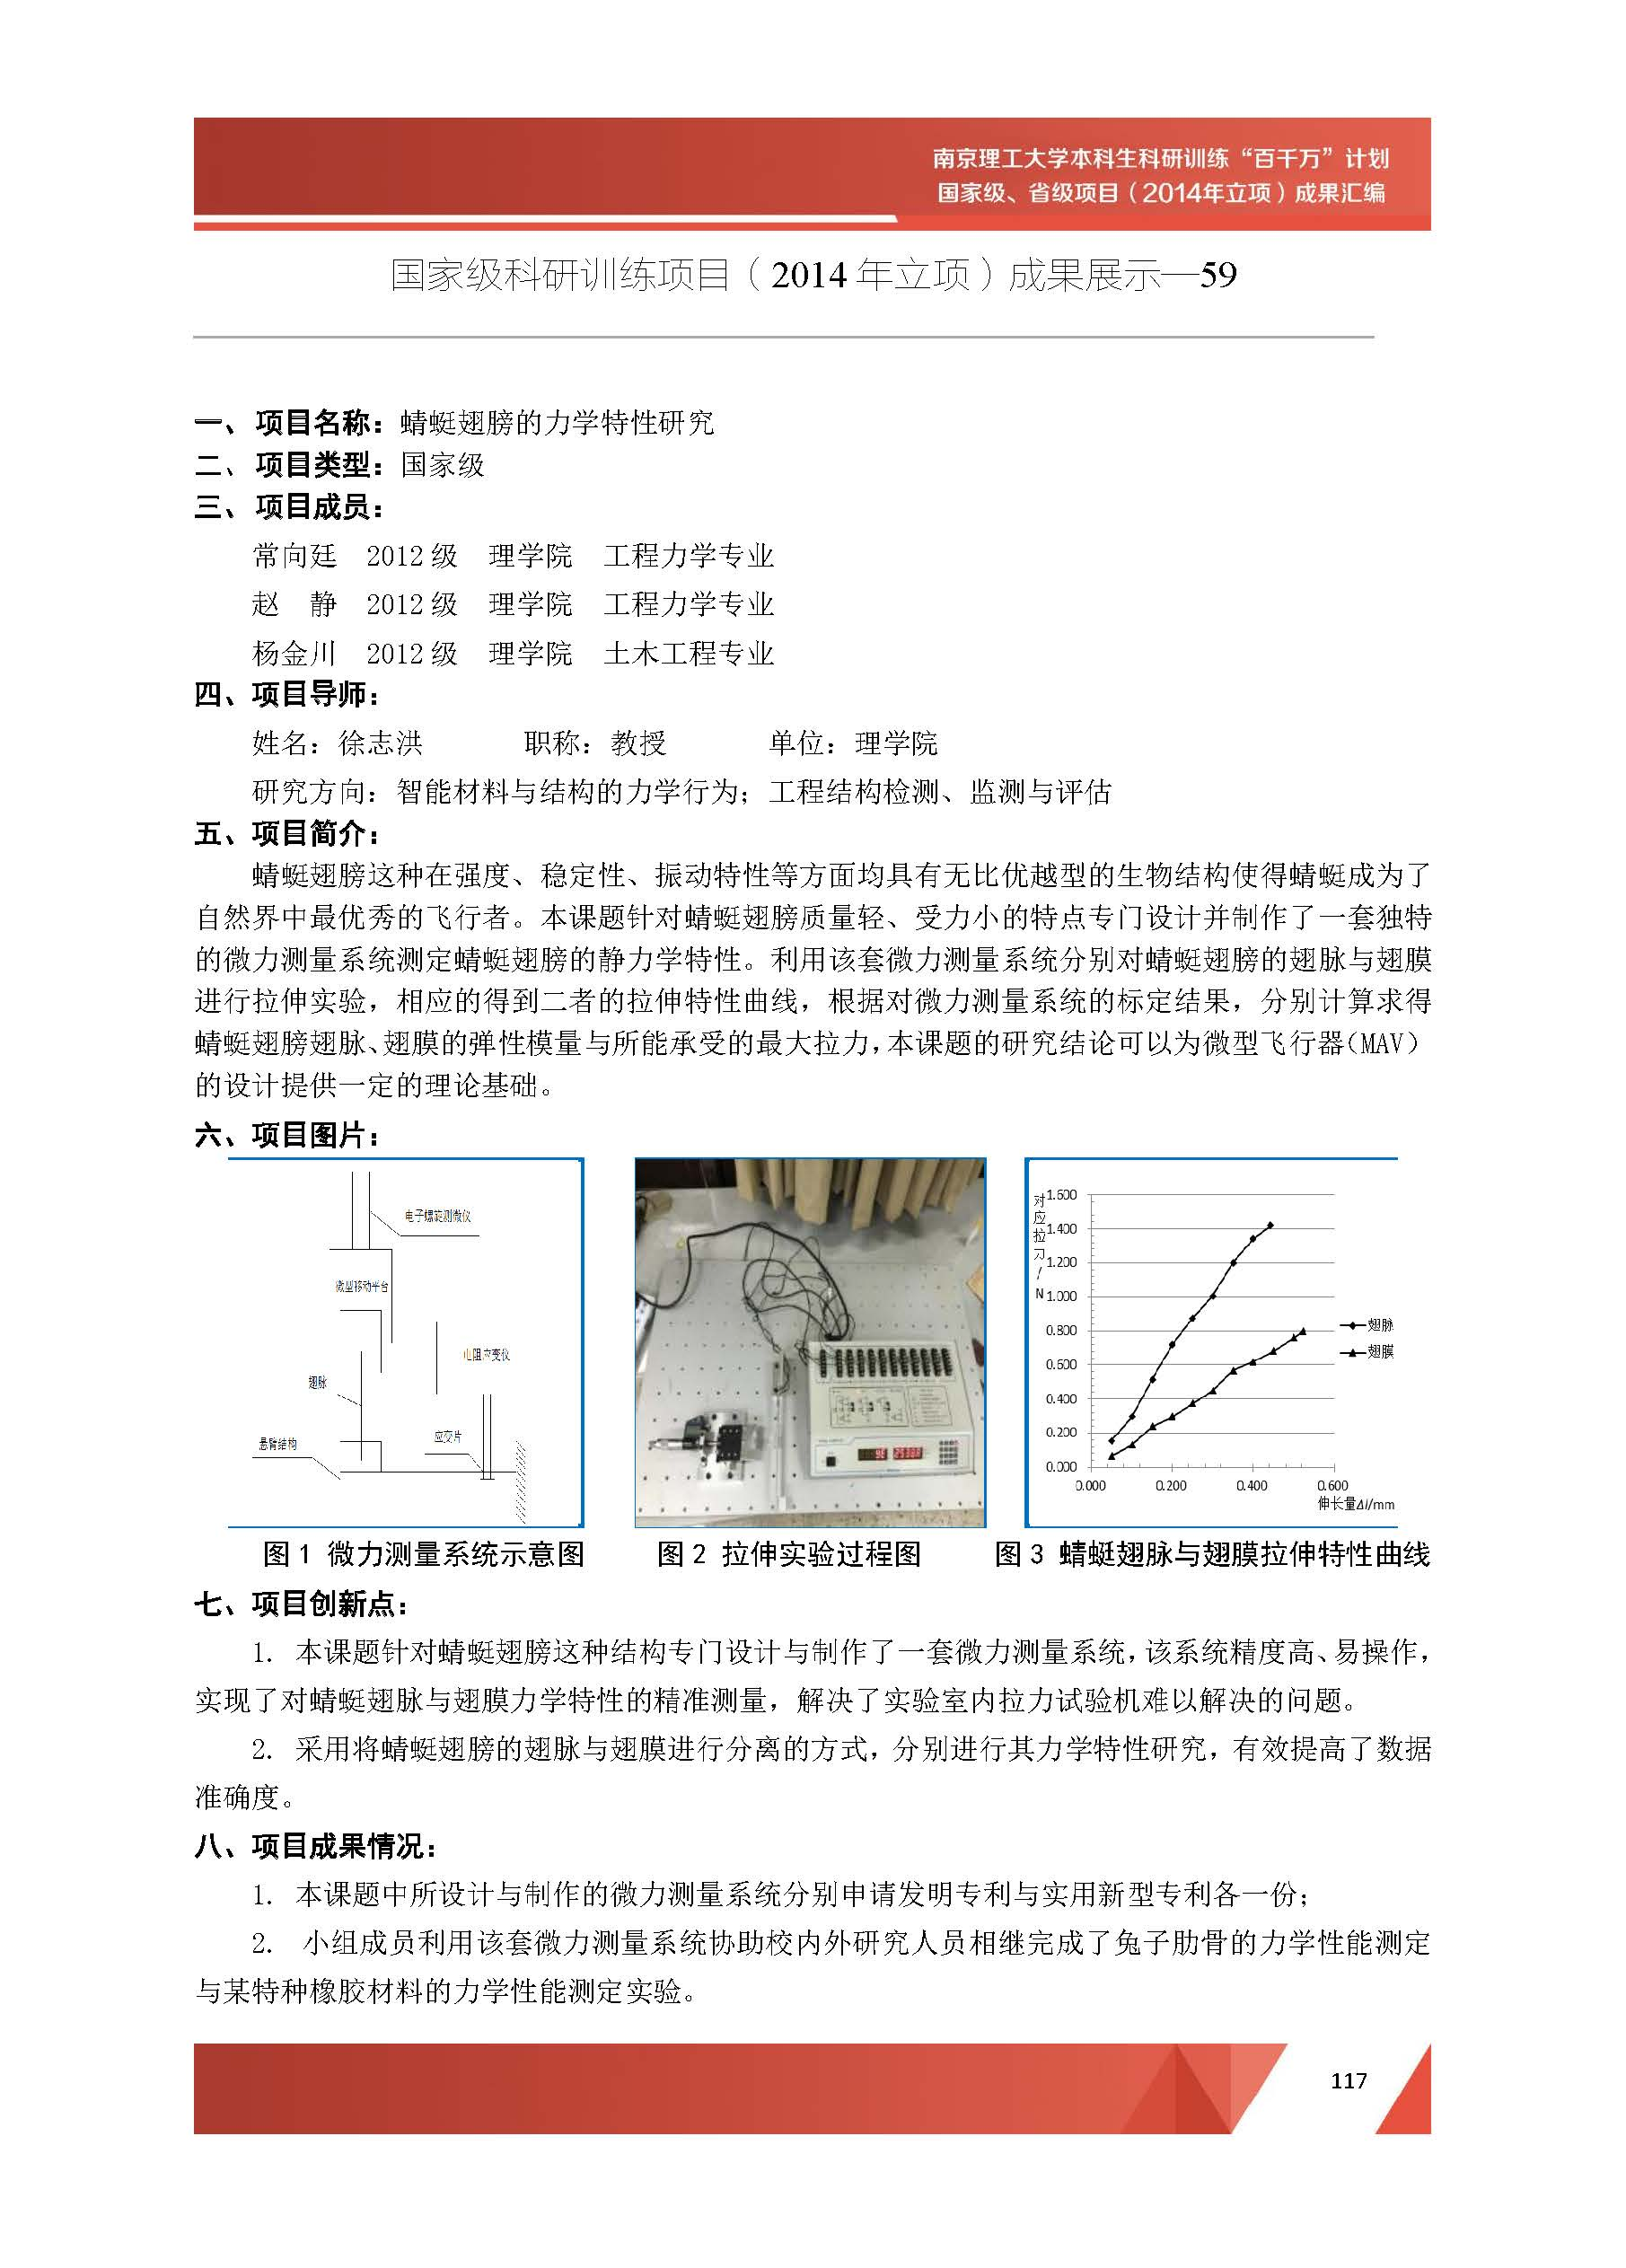 南京理工大学本科生科研训练“百千万”计划
国家级、省级项目（2014年立项）成果汇编
国家级科研训练项目（2014 年立项）成果展示—59
一、 项目名称：蜻蜓翅膀的力学特性研究
二、 项目类型：国家级
三、 项目成员：
常向廷 2012 级 理学院 工程力学专业
赵 静 2012 级 理学院 工程力学专业
杨金川 2012 级 理学院 土木工程专业
四、项目导师：
姓名：徐志洪 职称：教授 单位：理学院
研究方向：智能材料与结构的力学行为；工程结构检测、监测与评估
五、项目简介：
蜻蜓翅膀这种在强度、稳定性、振动特性等方面均具有无比优越型的生物结构使得蜻蜓成为了
自然界中最优秀的飞行者。本课题针对蜻蜓翅膀质量轻、受力小的特点专门设计并制作了一套独特
的微力测量系统测定蜻蜓翅膀的静力学特性。利用该套微力测量系统分别对蜻蜓翅膀的翅脉与翅膜
进行拉伸实验，相应的得到二者的拉伸特性曲线，根据对微力测量系统的标定结果，分别计算求得
蜻蜓翅膀翅脉、翅膜的弹性模量与所能承受的最大拉力，本课题的研究结论可以为微型飞行器（MAV）
的设计提供一定的理论基础。
六、项目图片：
电子螺旋测微仪
微型移动平台
电阻应变仪
翅脉
应变片
悬臂结构
对应拉力/N
1.600
1.400
1.200
1.000
0.800
0.600
0.400
0.200
0.000
0.000 0.200 0.400 0.600
伸长量Δl/mm
翅脉
翅膜
图 1 微力测量系统示意图 图 2 拉伸实验过程图 图 3 蜻蜓翅脉与翅膜拉伸特性曲线
七、项目创新点：
1. 本课题针对蜻蜓翅膀这种结构专门设计与制作了一套微力测量系统，该系统精度高、易操作，
实现了对蜻蜓翅脉与翅膜力学特性的精准测量，解决了实验室内拉力试验机难以解决的问题。
2. 采用将蜻蜓翅膀的翅脉与翅膜进行分离的方式，分别进行其力学特性研究，有效提高了数据
准确度。
八、项目成果情况：
1. 本课题中所设计与制作的微力测量系统分别申请发明专利与实用新型专利各一份；
2. 小组成员利用该套微力测量系统协助校内外研究人员相继完成了兔子肋骨的力学性能测定
与某特种橡胶材料的力学性能测定实验。
117